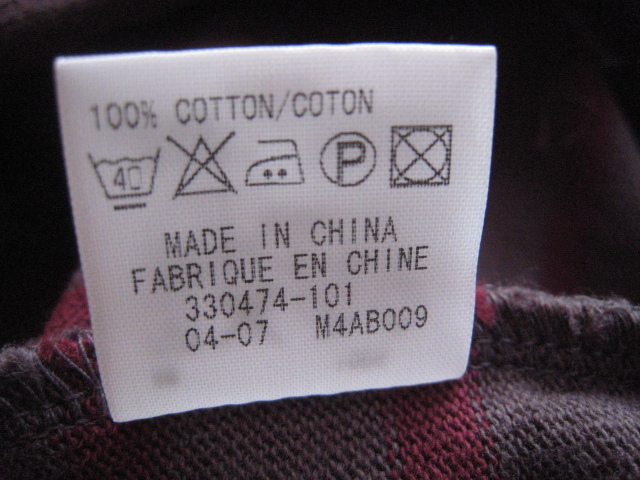 100% COTTON/COTON
40 P
MADE IN CHINA
FABRIQUE EN CHINE
330474-101
04-07 M4AB009